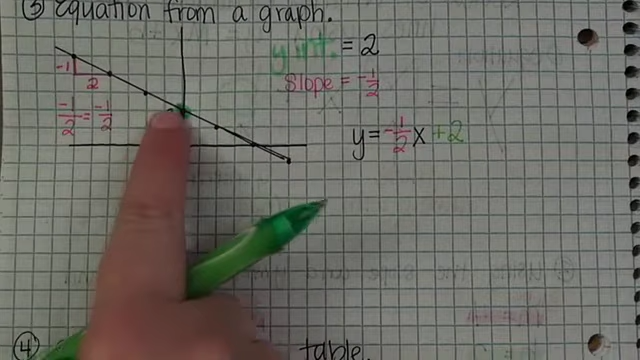 ③ Equation from a graph.
y int. = 2
Slope = -1/2
-1
2
-1/2 = -1/2
y = -1/2 x + 2
④ table.